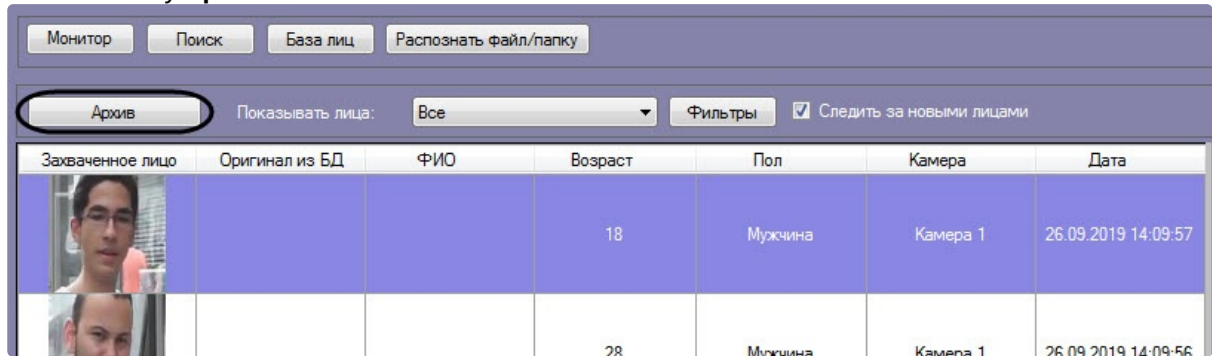 Монитор Поиск База лиц Распознать файл/папку
Архив Показывать лица: Все Фильтры Следить за новыми лицами
Захваченное лицо Оригинал из БД ФИО Возраст Пол Камера Дата
18 Мужчина Камера 1 26.09.2019 14:09:57
28 Мужчина Камера 1 26.09.2019 14:09:56